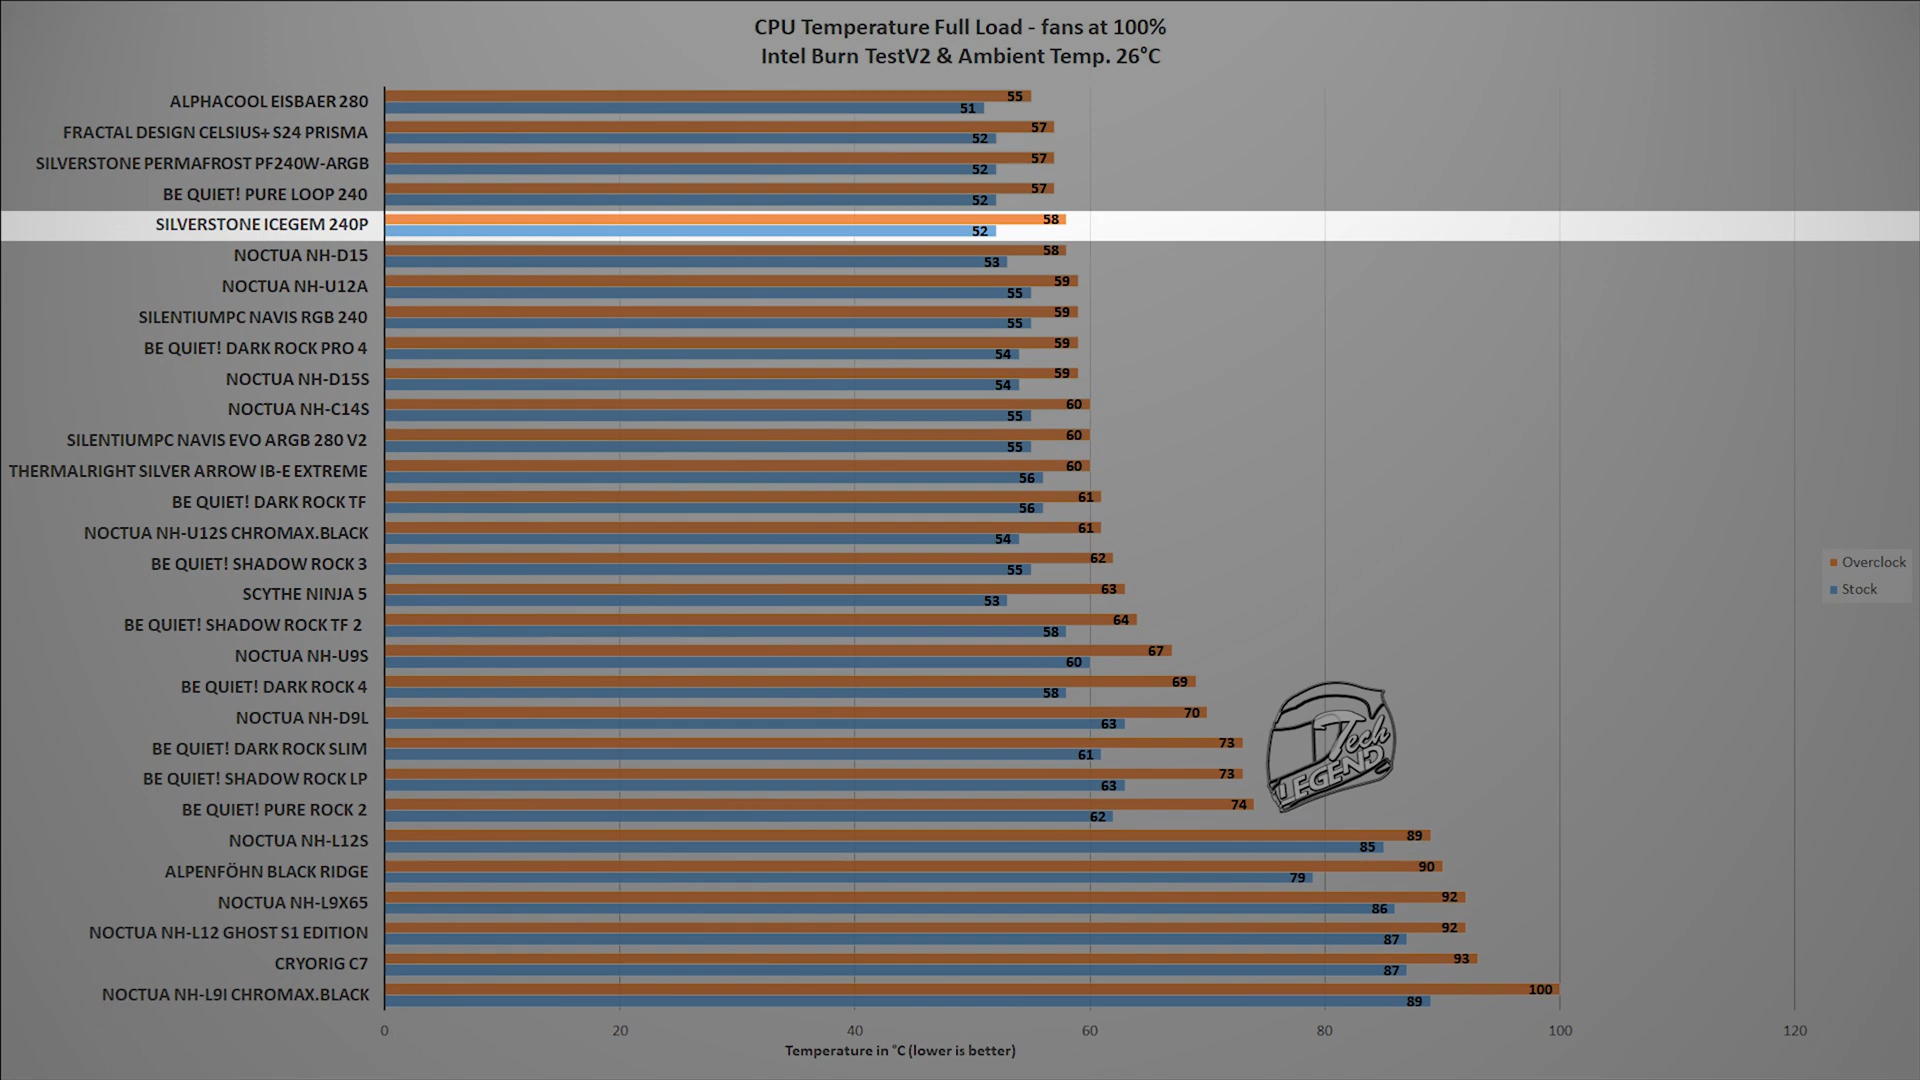 CPU Temperature Full Load - fans at 100%
Intel Burn TestV2 & Ambient Temp. 26°C
ALPHACOOL EISBAER 280 55 51
FRACTAL DESIGN CELSIUS+ S24 PRISMA 57 52
SILVERSTONE PERMAFROST PF240W-ARGB 57 52
BE QUIET! PURE LOOP 240 57 52
SILVERSTONE ICEGEM 240P 58 52
NOCTUA NH-D15 58 53
NOCTUA NH-U12A 59 55
SILENTIUMPC NAVIS RGB 240 59 55
BE QUIET! DARK ROCK PRO 4 59 54
NOCTUA NH-D15S 59 54
NOCTUA NH-C14S 60 55
SILENTIUMPC NAVIS EVO ARGB 280 V2 60 55
THERMALRIGHT SILVER ARROW IB-E EXTREME 60 56
BE QUIET! DARK ROCK TF 61 56
NOCTUA NH-U12S CHROMAX.BLACK 61 54
BE QUIET! SHADOW ROCK 3 62 55
SCYTHE NINJA 5 63 53
BE QUIET! SHADOW ROCK TF 2 64 58
NOCTUA NH-U9S 67 60
BE QUIET! DARK ROCK 4 69 58
NOCTUA NH-D9L 70 63
BE QUIET! DARK ROCK SLIM 73 61
BE QUIET! SHADOW ROCK LP 73 63
BE QUIET! PURE ROCK 2 74 62
NOCTUA NH-L12S 89 85
ALPENFÖHN BLACK RIDGE 90 79
NOCTUA NH-L9X65 92 86
NOCTUA NH-L12 GHOST S1 EDITION 92 87
CRYORIG C7 93 87
NOCTUA NH-L9I CHROMAX.BLACK 100 89
0 20 40 60 80 100 120
Temperature in °C (lower is better)
Overclock
Stock
Tech
LEGEND